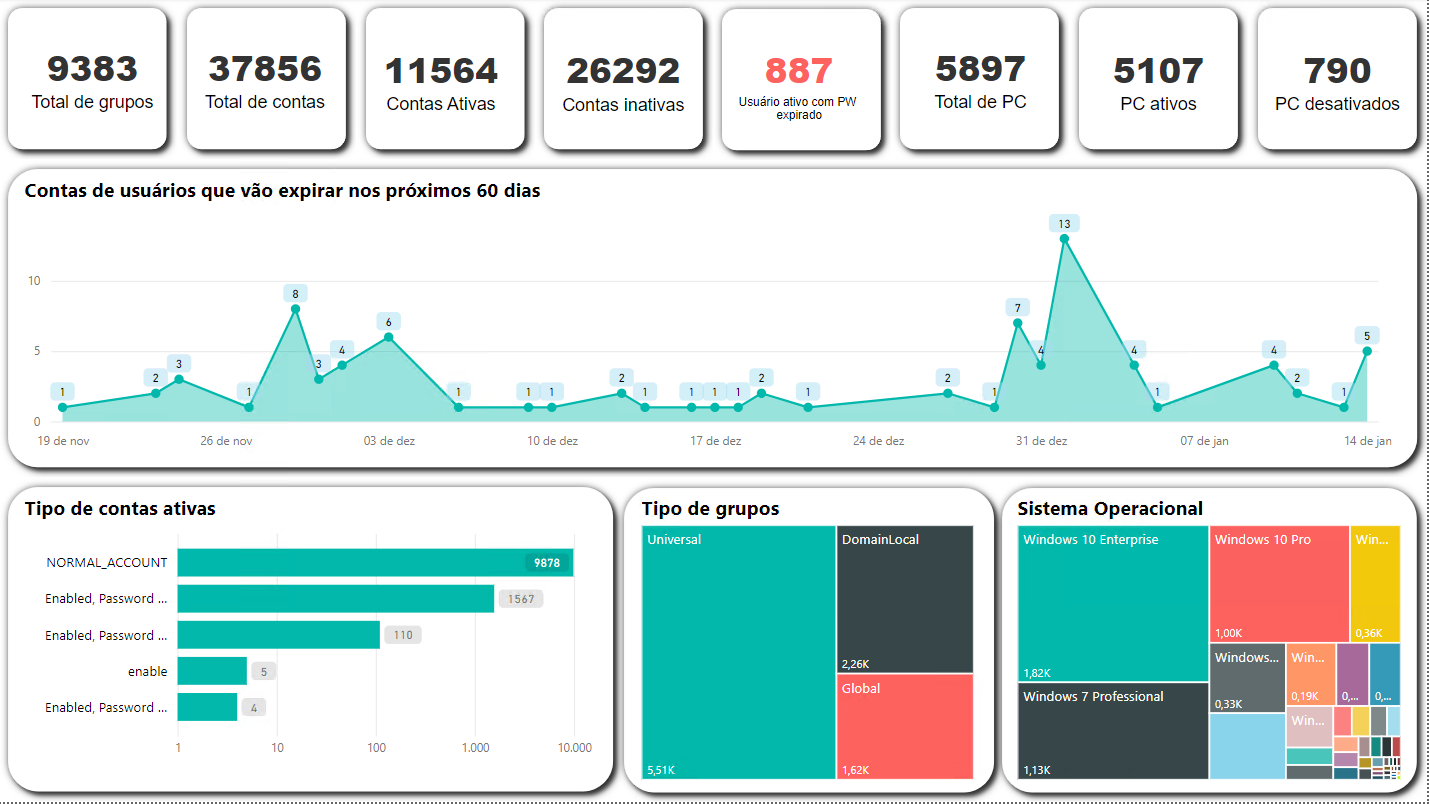 9383
Total de grupos
37856
Total de contas
11564
Contas Ativas
26292
Contas inativas
887
Usuário ativo com PW
expirado
5897
Total de PC
5107
PC ativos
790
PC desativados
Contas de usuários que vão expirar nos próximos 60 dias
10
5
0
1
2
3
1
8
3
4
6
1
1
1
2
1
1
1
1
2
1
2
1
7
4
13
4
1
4
2
1
5
19 de nov
26 de nov
03 de dez
10 de dez
17 de dez
24 de dez
31 de dez
07 de jan
14 de jan
Tipo de contas ativas
NORMAL_ACCOUNT
9878
Enabled, Password ...
1567
Enabled, Password ...
110
enable
5
Enabled, Password ...
4
1
10
100
1.000
10.000
Tipo de grupos
Universal
5,51K
DomainLocal
2,26K
Global
1,62K
Sistema Operacional
Windows 10 Enterprise
1,82K
Windows 7 Professional
1,13K
Windows 10 Pro
1,00K
Win...
0,36K
Windows...
0,33K
Win...
0,19K
0,...
0,...
Win...